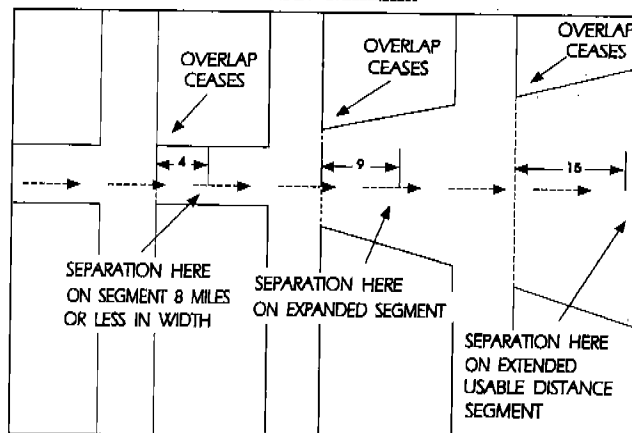 OVERLAP
CEASES
OVERLAP
CEASES
OVERLAP
CEASES
4
9
15
SEPARATION HERE
ON SEGMENT 8 MILES
OR LESS IN WIDTH
SEPARATION HERE
ON EXPANDED SEGMENT
SEPARATION HERE
ON EXTENDED
USABLE DISTANCE
SEGMENT